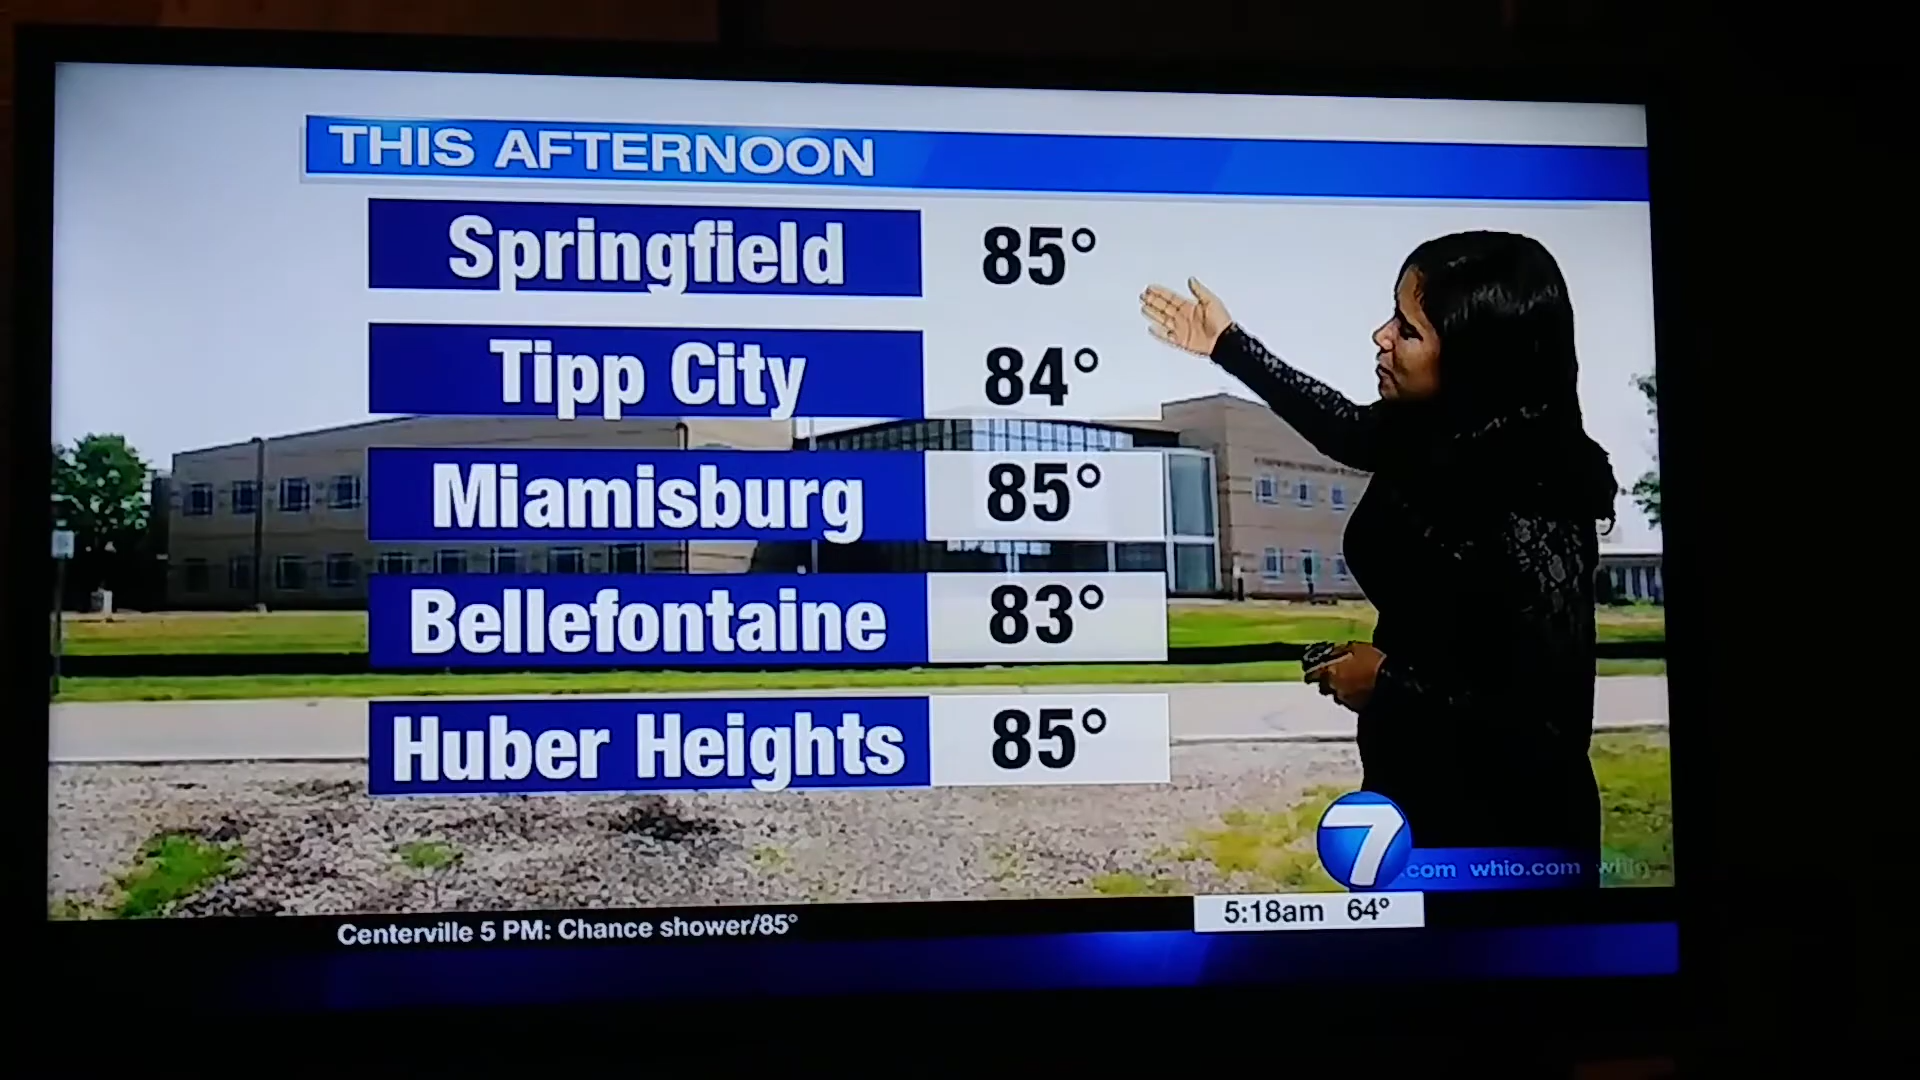 THIS AFTERNOON
Springfield 85°
Tipp City 84°
Miamisburg 85°
Bellefontaine 83°
Huber Heights 85°
7
.com whio.com whio
5:18am 64°
Centerville 5 PM: Chance shower/85°